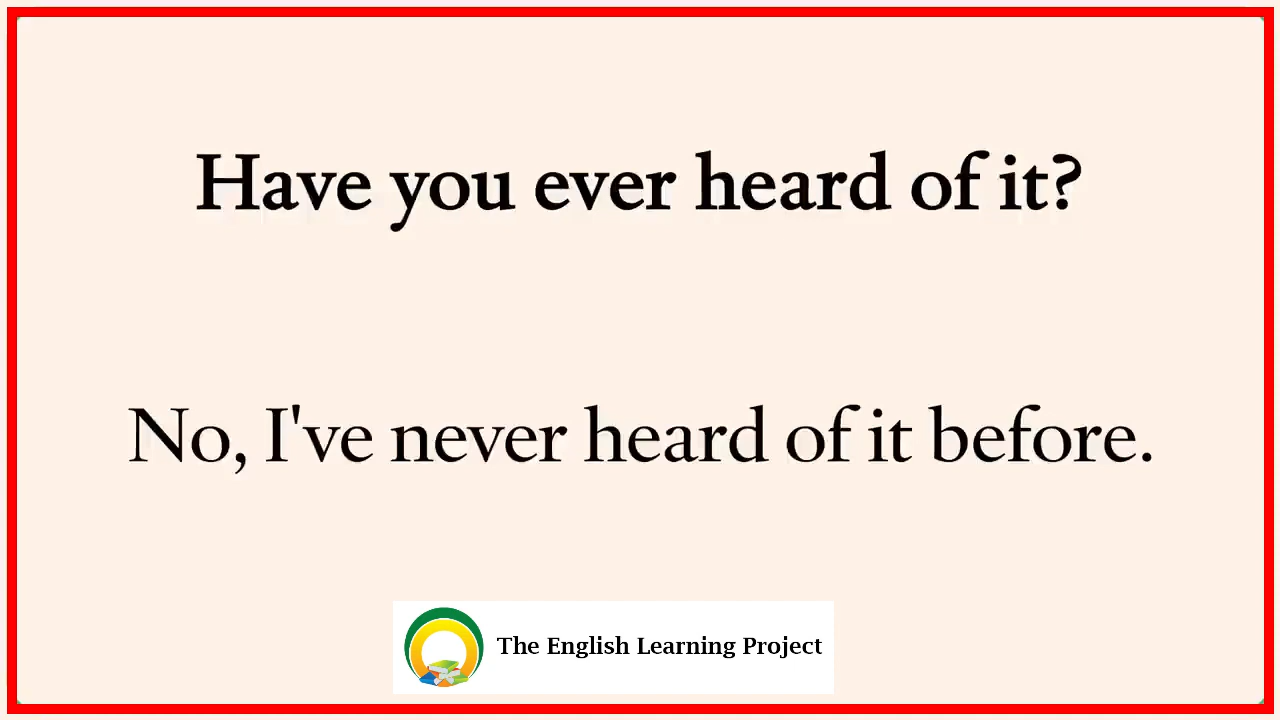 Have you ever heard of it?
No, I've never heard of it before.
The English Learning Project